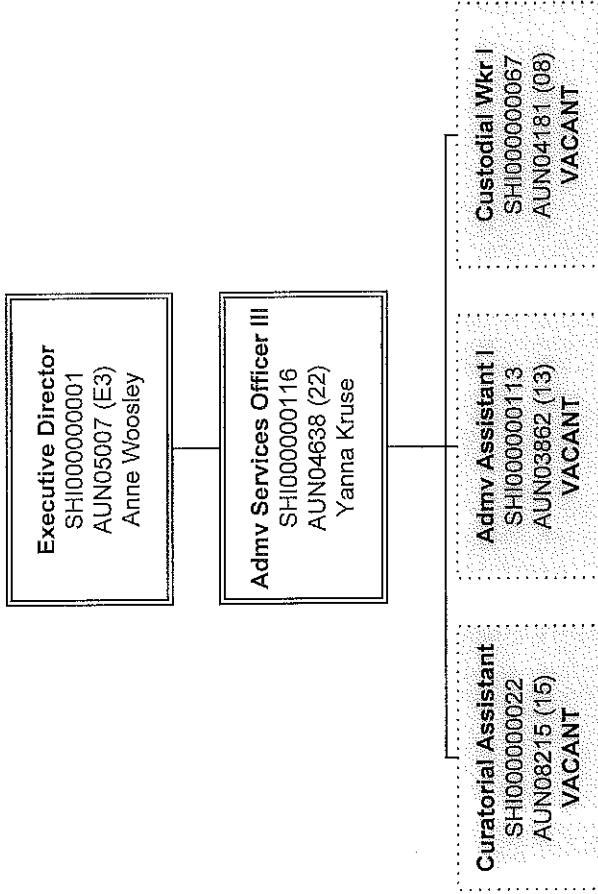 Executive Director
SHI000000001
AUN05007 (E3)
Anne Woosley
Admv Services Officer III
SHI000000116
AUN04638 (22)
Yanna Kruse
Curatorial Assistant
SHI000000022
AUN08215 (15)
VACANT
Admv Assistant I
SHI000000113
AUN03862 (13)
VACANT
Custodial Wkr I
SHI000000067
AUN04181 (08)
VACANT